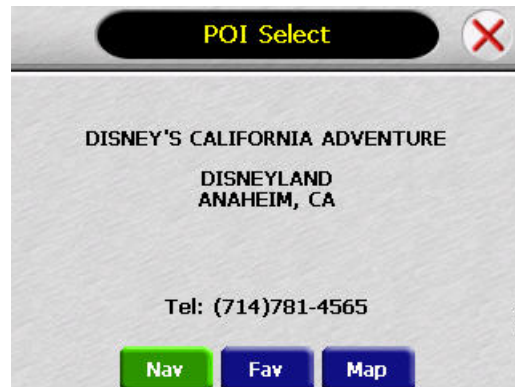 POI Select
DISNEY'S CALIFORNIA ADVENTURE
DISNEYLAND
ANAHEIM, CA
Tel: (714)781-4565
Nav Fav Map